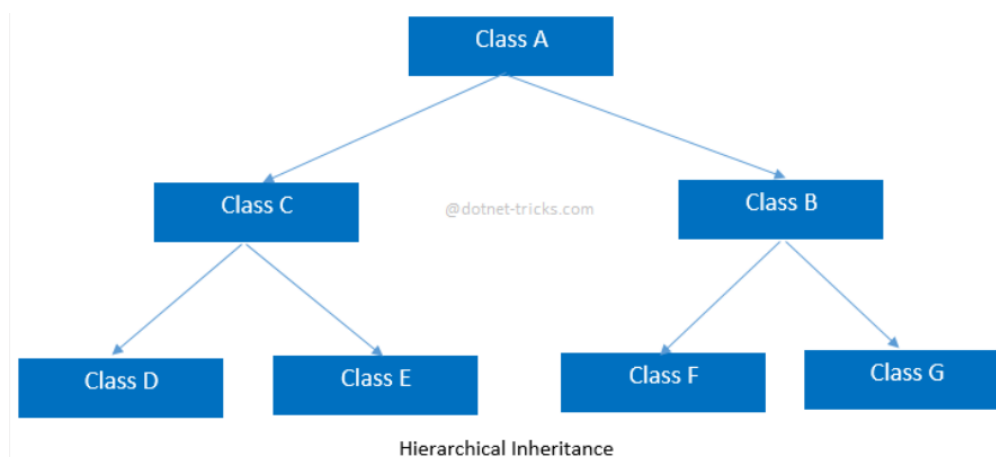 Class A
Class C
Class B
@dotnet-tricks.com
Class D
Class E
Class F
Class G
Hierarchical Inheritance